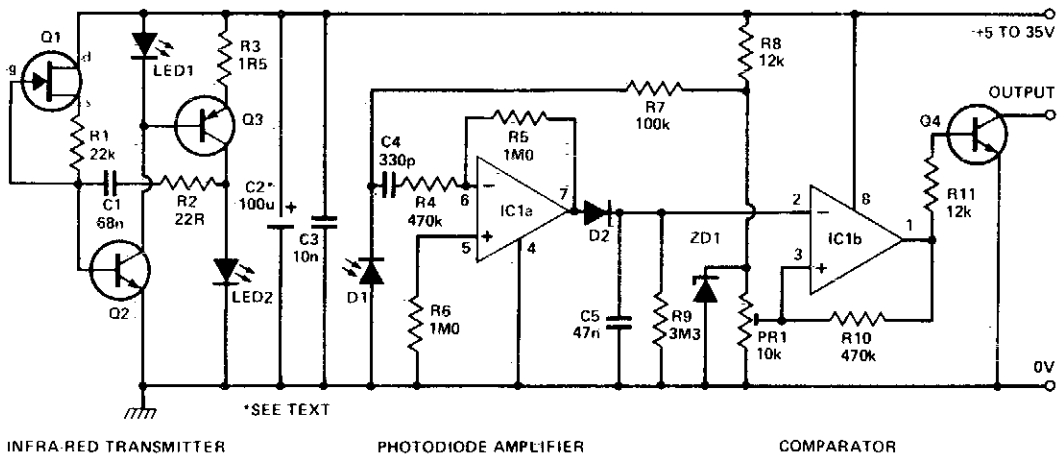 Q1
g
d
s
LED1
R3
1R5
Q3
R1
22k
C1
68n
R2
22R
Q2
LED2
C2*
100u
+
C3
10n
*SEE TEXT
D1
C4
330p
R4
470k
R5
1M0
R7
100k
6
–
5
+
7
4
IC1a
R6
1M0
D2
C5
47n
R9
3M3
ZD1
R8
12k
PR1
10k
2
–
3
+
8
1
IC1b
R10
470k
R11
12k
Q4
+5 TO 35V
OUTPUT
0V
INFRA-RED TRANSMITTER
PHOTODIODE AMPLIFIER
COMPARATOR